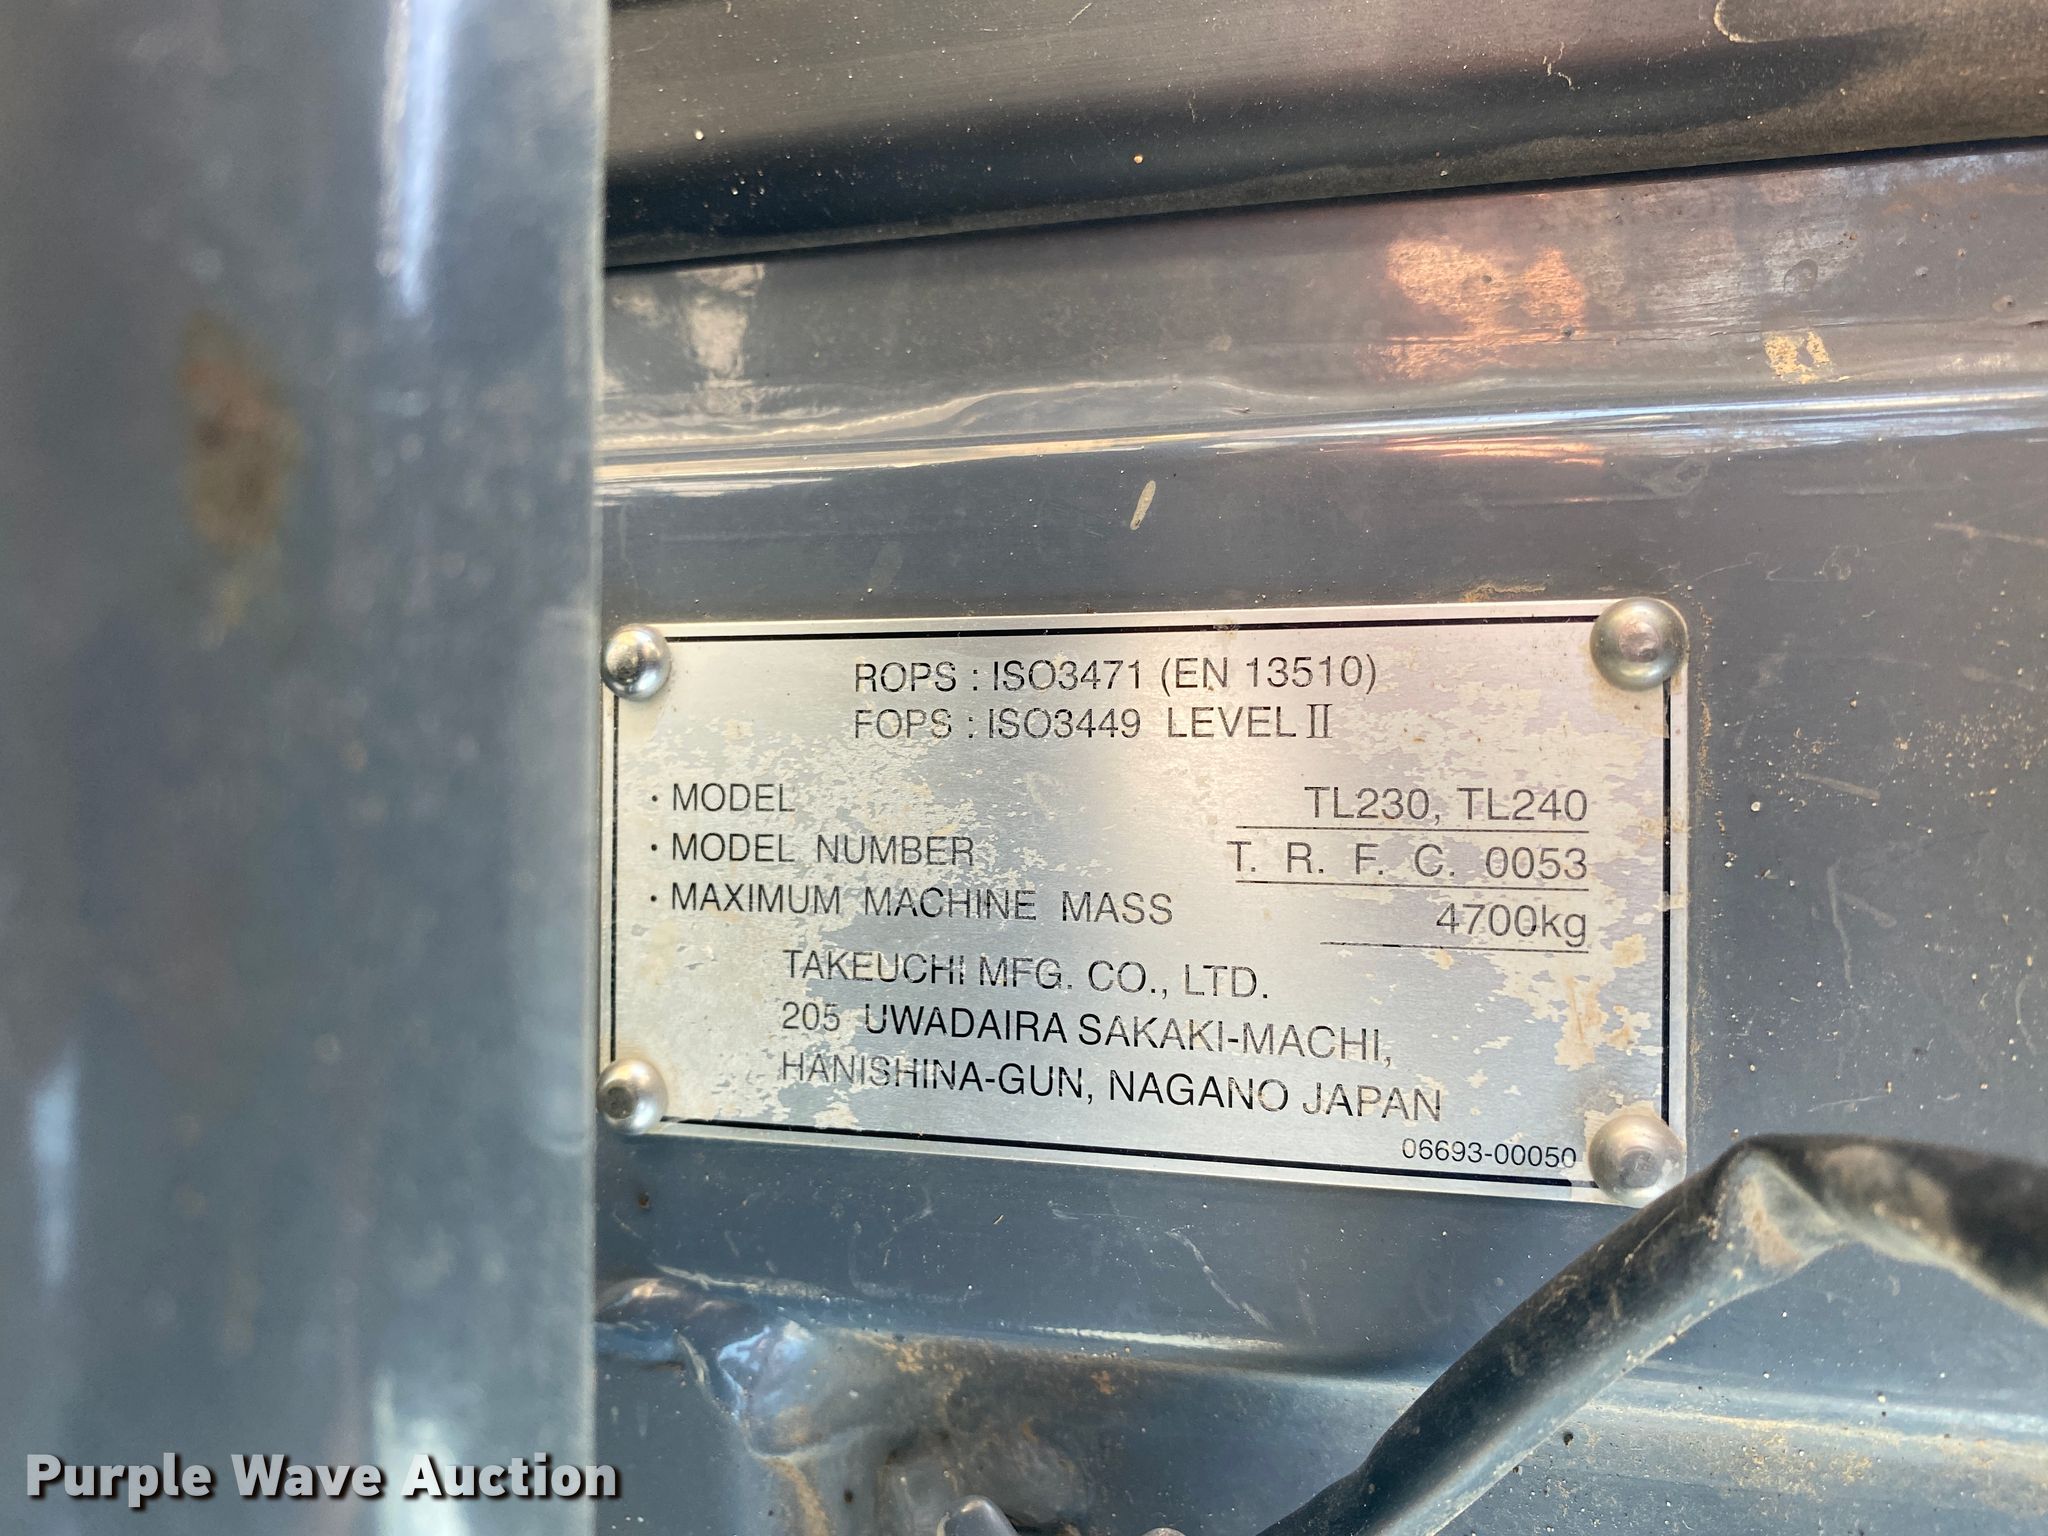 ROPS : ISO3471 (EN 13510)
FOPS : ISO3449 LEVEL II
· MODEL TL230, TL240
· MODEL NUMBER T. R. F. C. 0053
· MAXIMUM MACHINE MASS 4700kg
TAKEUCHI MFG. CO., LTD.
205 UWADAIRA SAKAKI-MACHI,
HANISHINA-GUN, NAGANO JAPAN
06693-00050
Purple Wave Auction